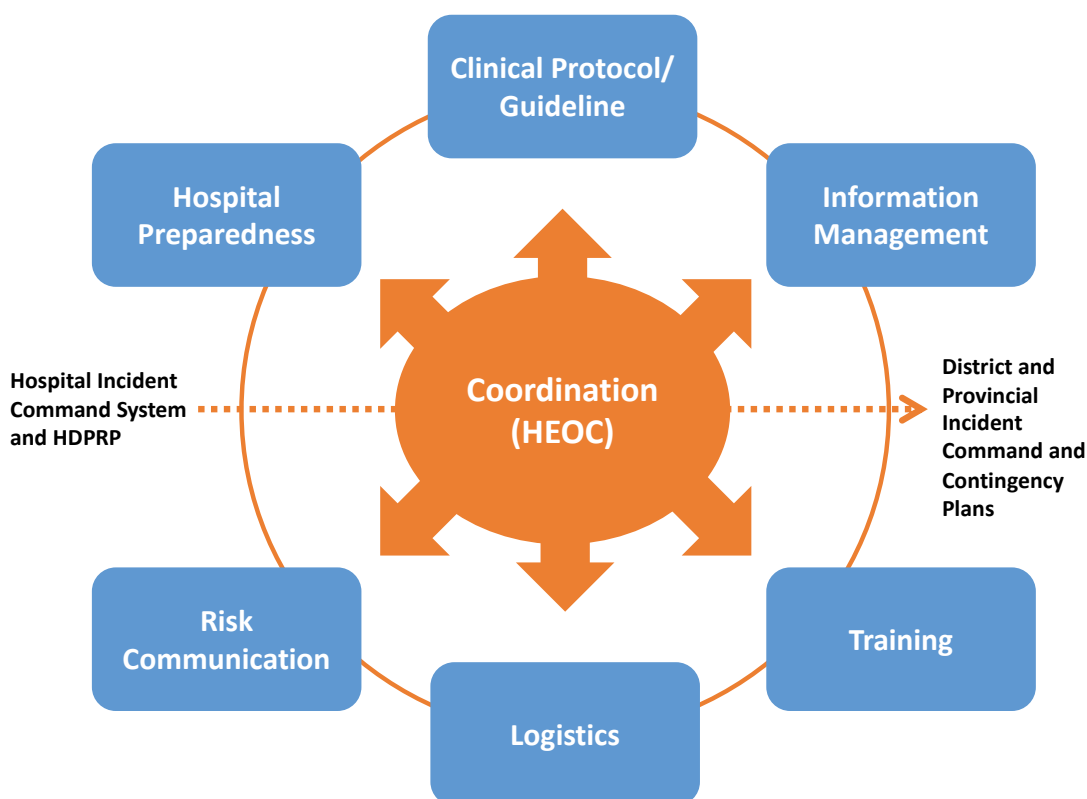 Clinical Protocol/
Guideline
Hospital
Preparedness
Information
Management
Hospital Incident
Command System
and HDPRP
Coordination
(HEOC)
District and
Provincial
Incident
Command and
Contingency
Plans
Risk
Communication
Training
Logistics